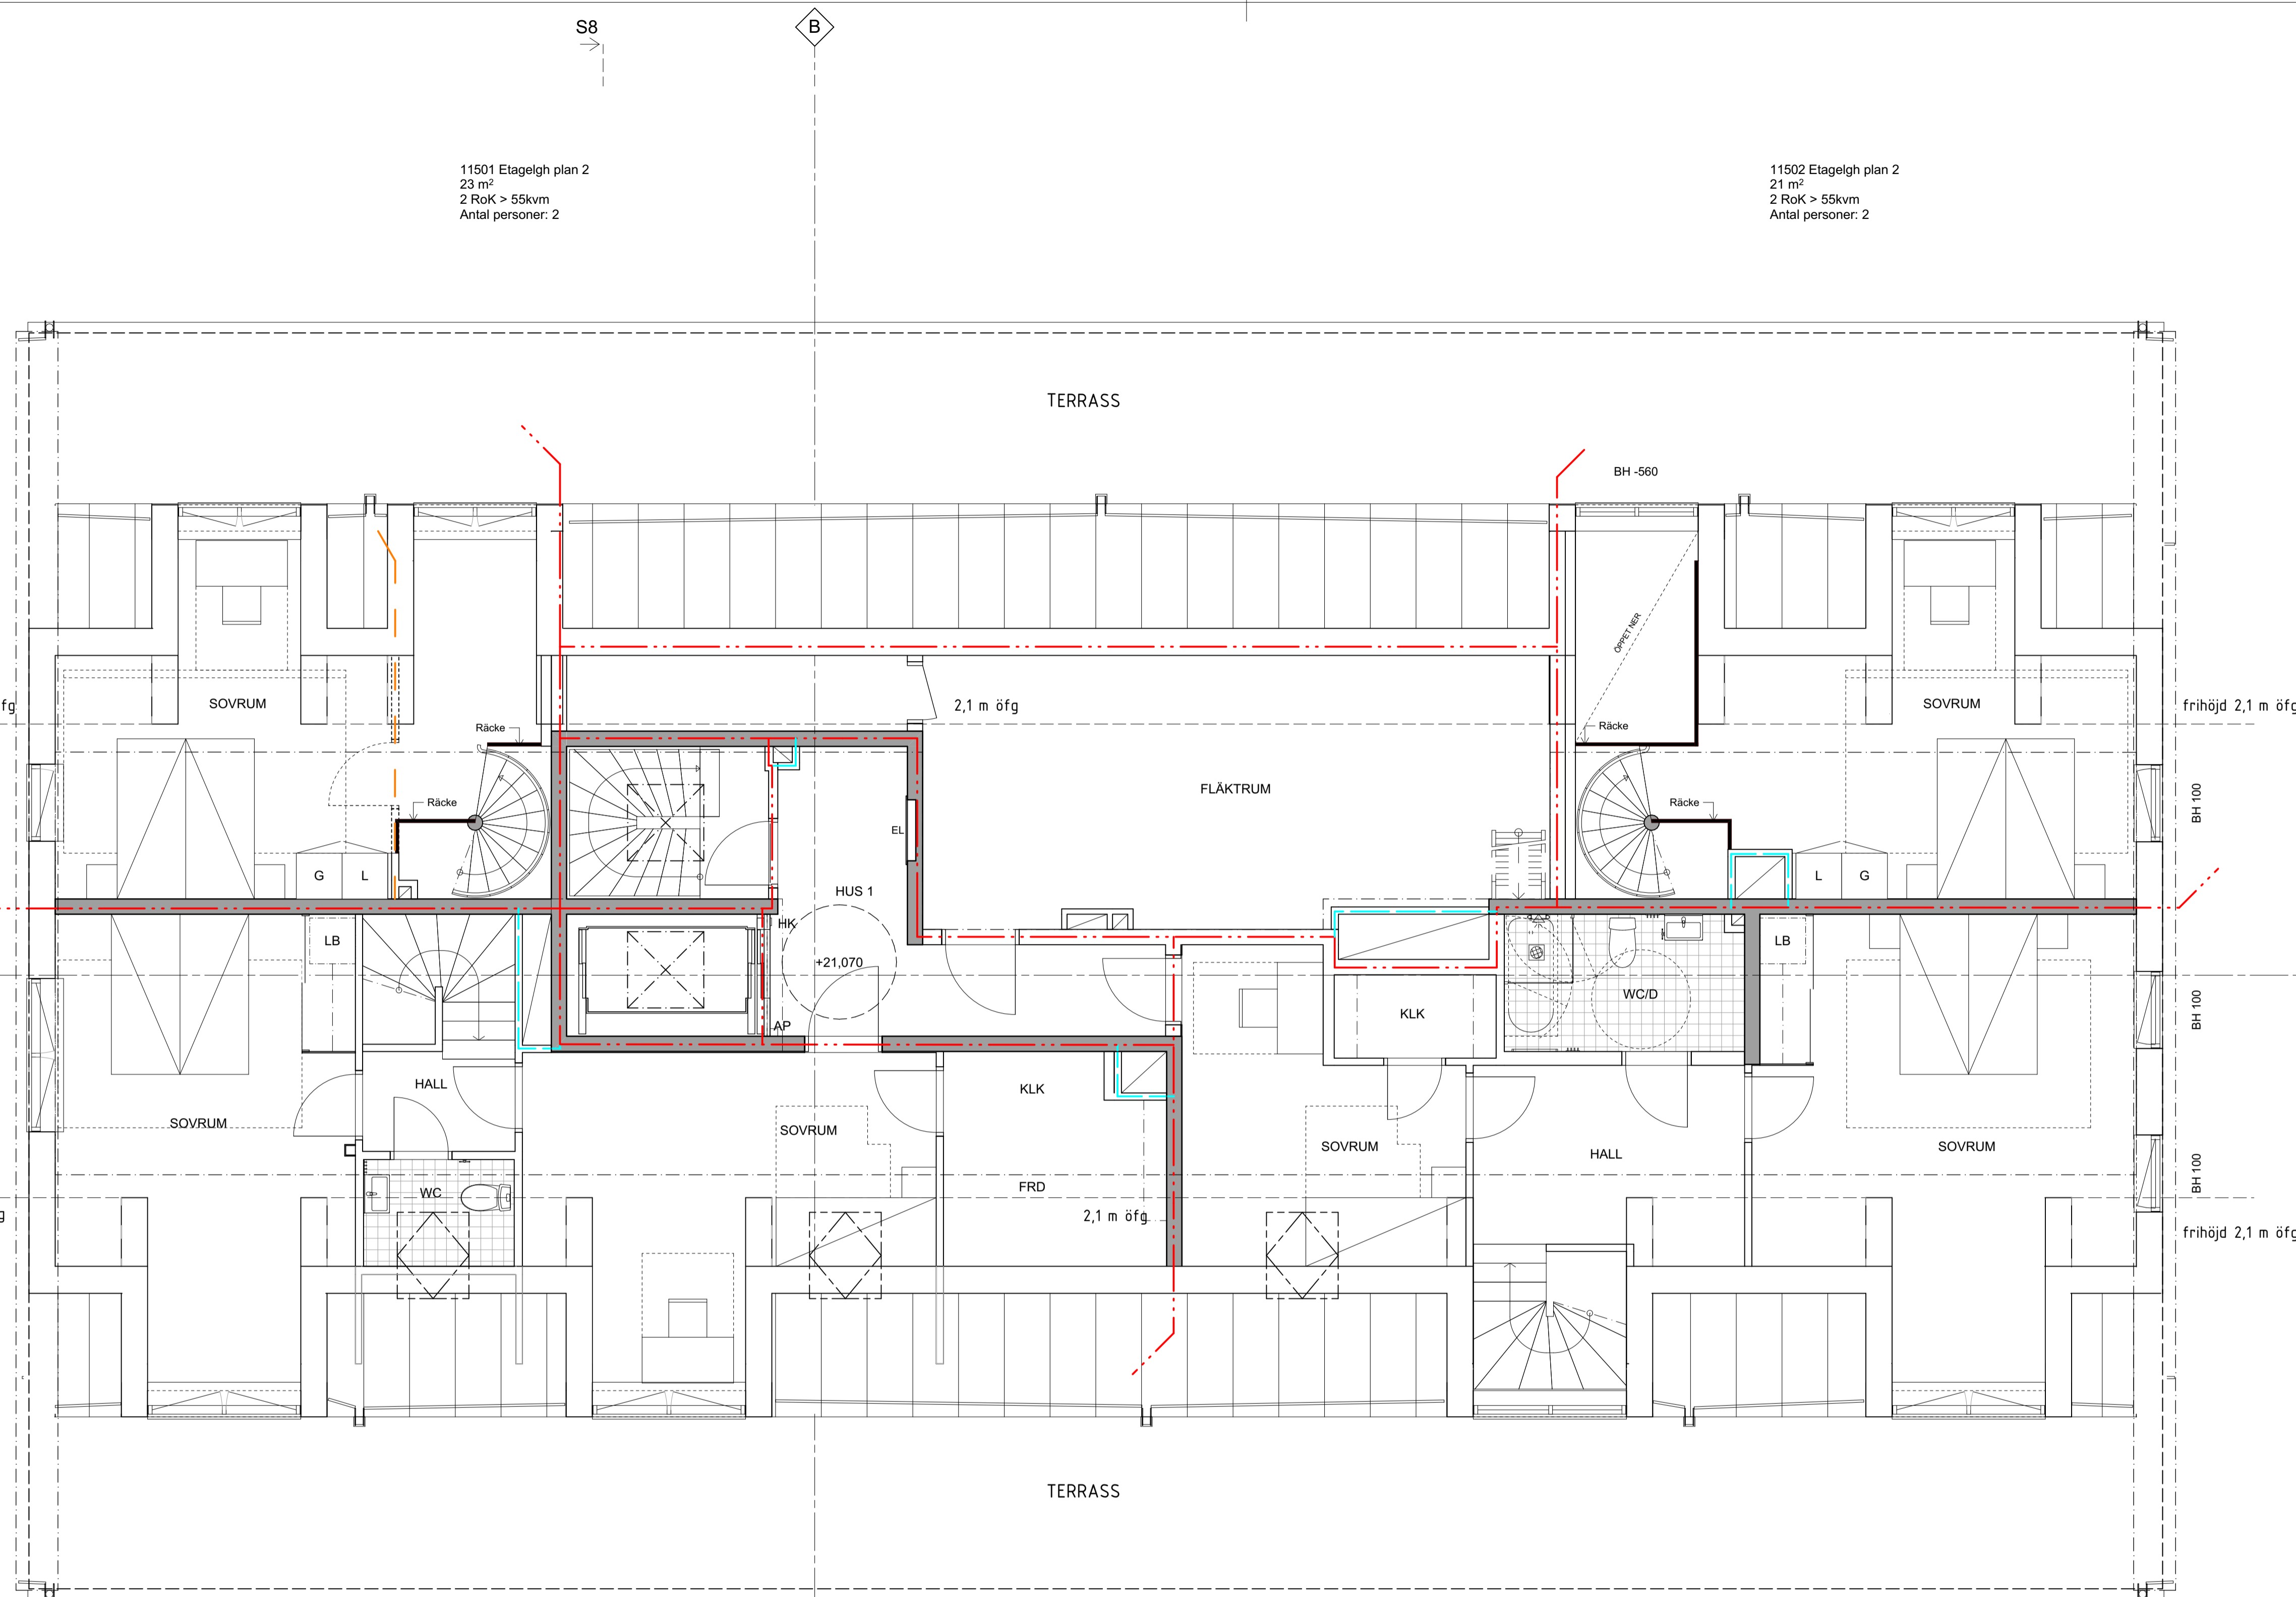 S8
B
11501 Etagelgh plan 2
23 m²
2 RoK > 55kvm
Antal personer: 2
11502 Etagelgh plan 2
21 m²
2 RoK > 55kvm
Antal personer: 2
TERRASS
BH -560
ÖPPET NER
SOVRUM
fg
Räcke
2,1 m öfg
Räcke
SOVRUM
frihöjd 2,1 m öfg
Räcke
FLÄKTRUM
Räcke
BH 100
EL
G
L
HUS 1
L
G
HK
LB
LB
+21,070
WC/D
BH 100
KLK
AP
HALL
KLK
SOVRUM
SOVRUM
SOVRUM
HALL
SOVRUM
BH 100
WC
FRD
2,1 m öfg
g
frihöjd 2,1 m öfg
TERRASS